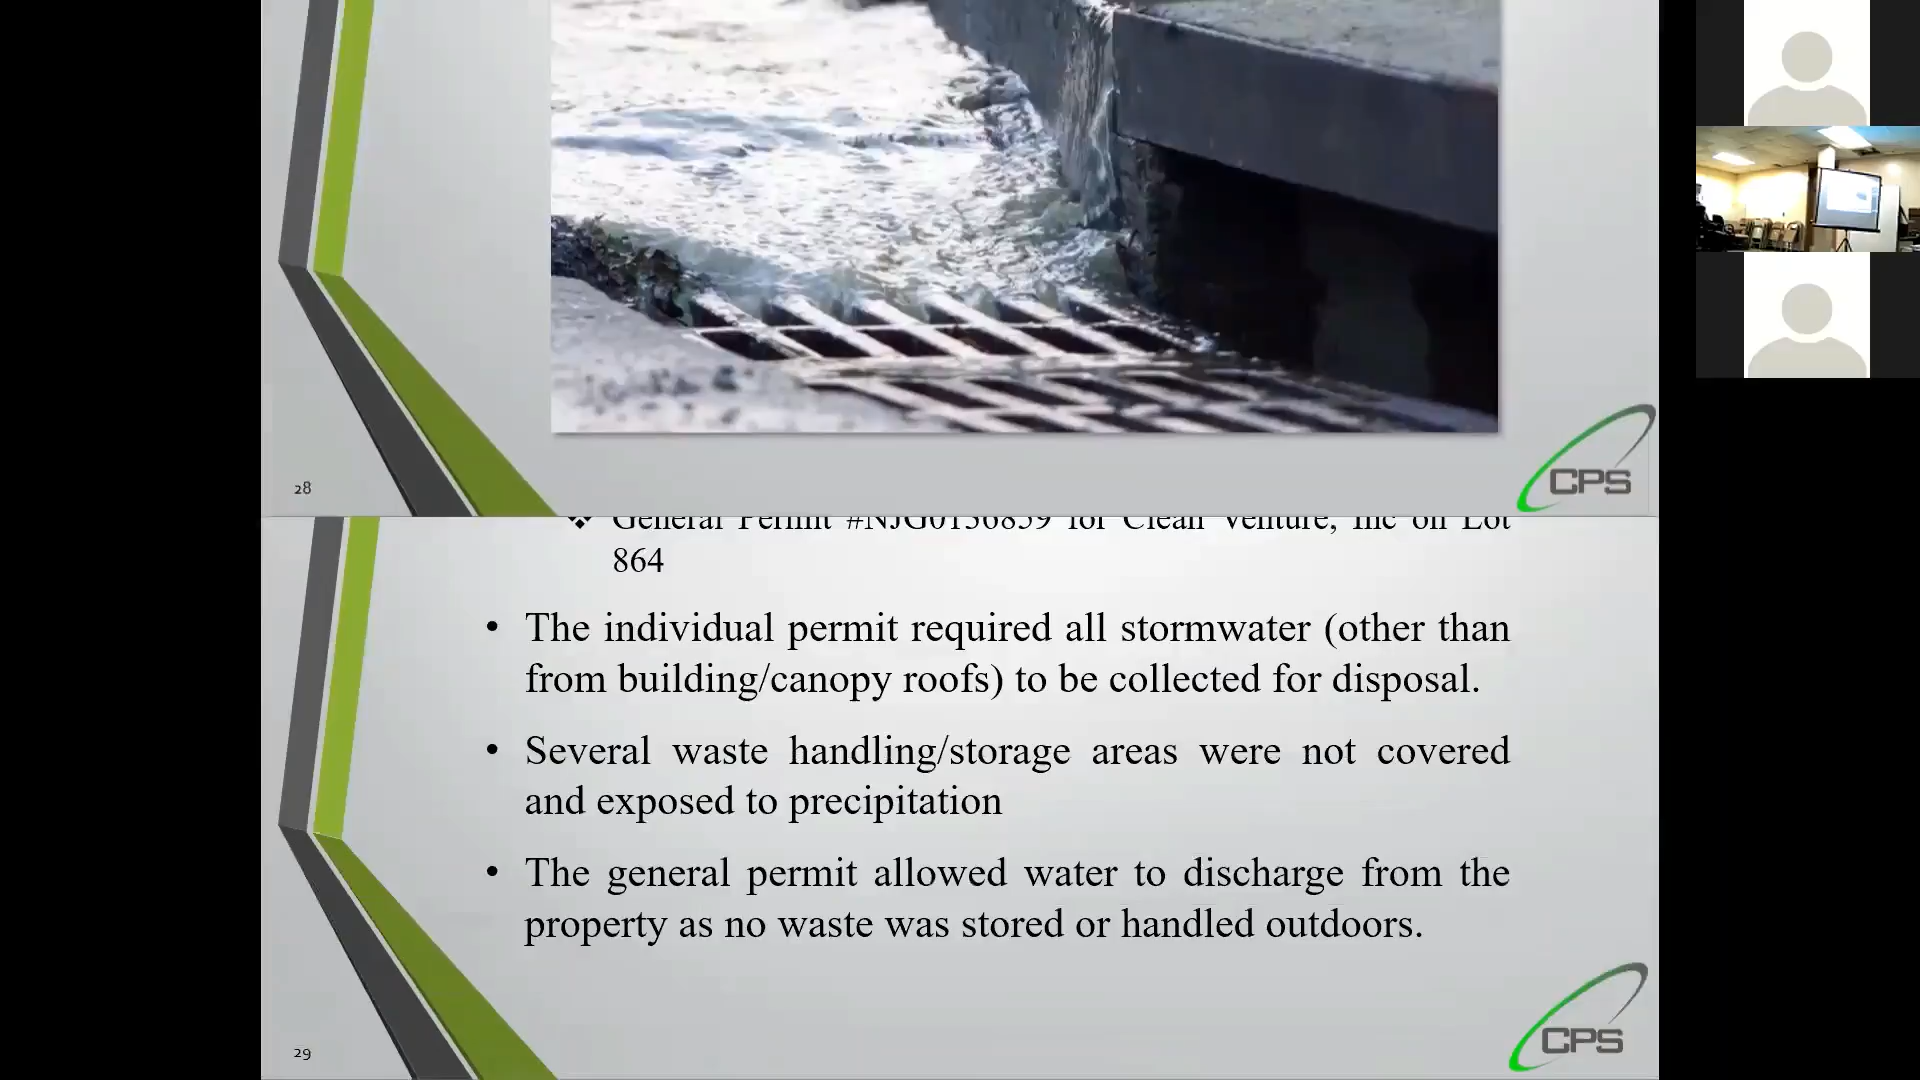 28
CPS
❖ General Permit #NJG0156859 for Clean Venture, Inc on Lot
864
• The individual permit required all stormwater (other than
from building/canopy roofs) to be collected for disposal.
• Several waste handling/storage areas were not covered
and exposed to precipitation
• The general permit allowed water to discharge from the
property as no waste was stored or handled outdoors.
29
CPS